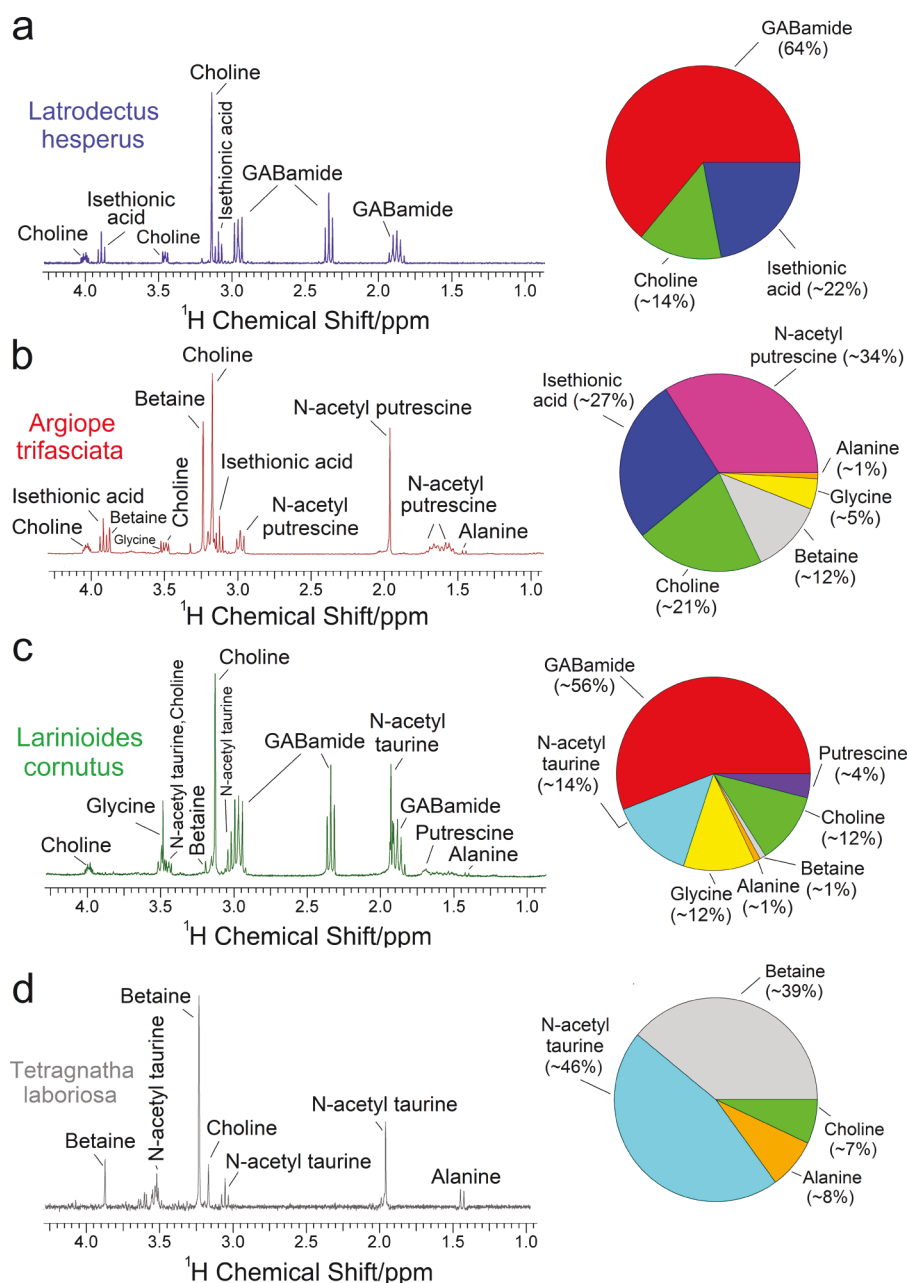 a
Latrodectus
hesperus
Choline
Isethionic
acid
Choline
Choline
Isethionic acid
GABamide
GABamide
4.0 3.5 3.0 2.5 2.0 1.5 1.0
¹H Chemical Shift/ppm
GABamide
(64%)
Choline
(~14%)
Isethionic
acid (~22%)
b
Argiope
trifasciata
Choline
Isethionic acid
Betaine
Glycine
Choline
Betaine
Choline
Isethionic acid
N-acetyl
putrescine
N-acetyl putrescine
N-acetyl
putrescine
Alanine
4.0 3.5 3.0 2.5 2.0 1.5 1.0
¹H Chemical Shift/ppm
N-acetyl
putrescine (~34%)
Isethionic
acid (~27%)
Alanine
(~1%)
Glycine
(~5%)
Betaine
(~12%)
Choline
(~21%)
c
Larinioides
cornutus
Choline
Glycine
N-acetyl taurine,Choline
Betaine
Choline
N-acetyl taurine
GABamide
N-acetyl
taurine
GABamide
Putrescine
Alanine
4.0 3.5 3.0 2.5 2.0 1.5 1.0
¹H Chemical Shift/ppm
GABamide
(~56%)
N-acetyl
taurine
(~14%)
Putrescine
(~4%)
Choline
(~12%)
Betaine
(~1%)
Alanine
(~1%)
Glycine
(~12%)
d
Tetragnatha
laboriosa
Betaine
N-acetyl taurine
Betaine
Choline
N-acetyl taurine
N-acetyl taurine
Alanine
4.0 3.5 3.0 2.5 2.0 1.5 1.0
¹H Chemical Shift/ppm
Betaine
(~39%)
N-acetyl
taurine
(~46%)
Choline
(~7%)
Alanine
(~8%)